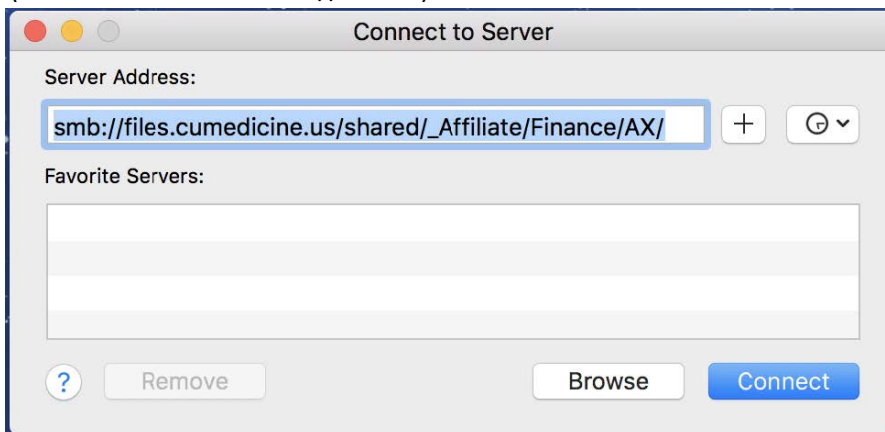 Connect to Server
Server Address:
smb://files.cumedicine.us/shared/_Affiliate/Finance/AX/
Favorite Servers:
? Remove Browse Connect